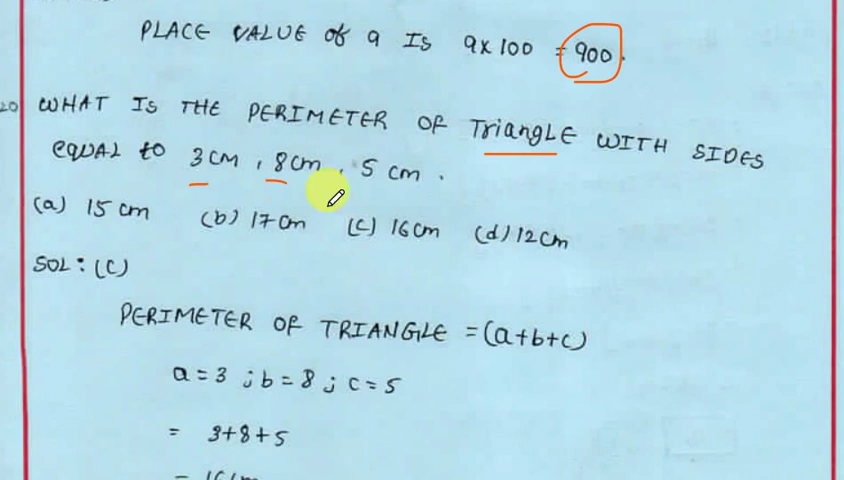 PLACE VALUE of 9 IS 9x100 = 900.
20) WHAT IS THE PERIMETER OF TriangLE WITH SIDES
EQUAL to 3cm, 8cm, 5 cm.
(a) 15 cm (b) 17cm (c) 16cm (d) 12cm
SOL: (C)
PERIMETER OF TRIANGLE = (a+b+c)
a=3 ; b=8 ; c=5
= 3+8+5